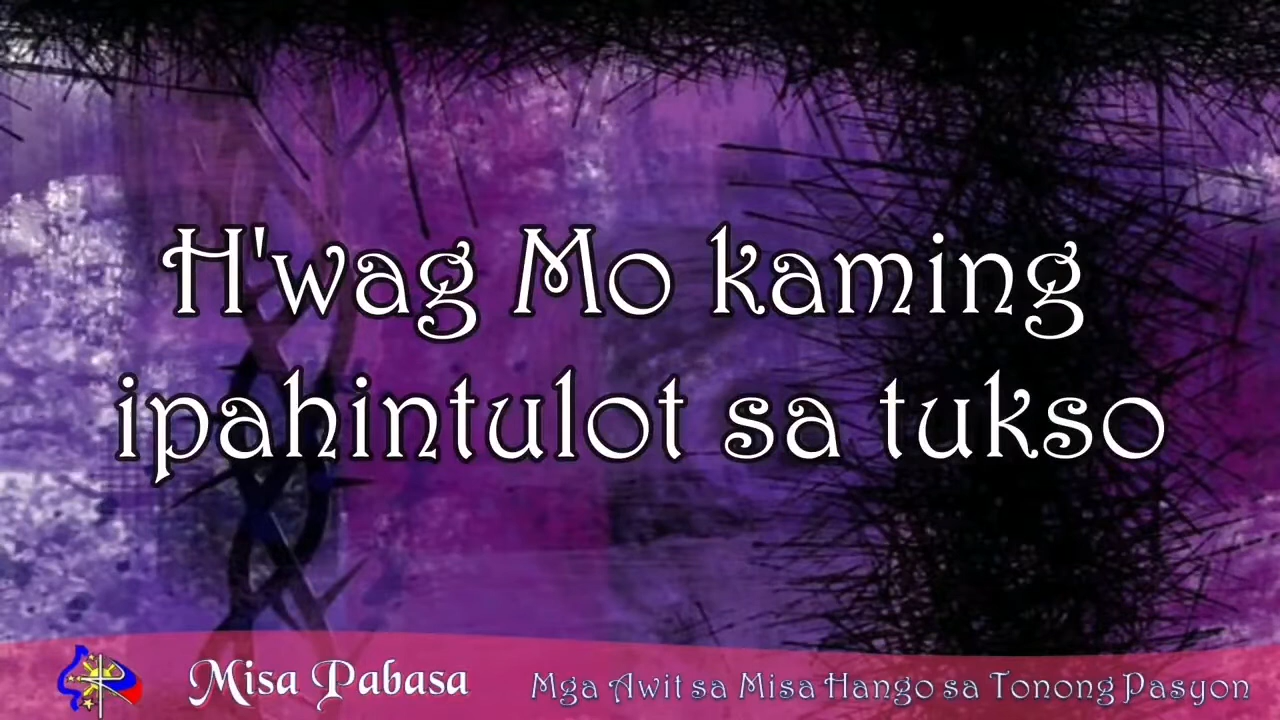 H'wag Mo kaming
ipahintulot sa tukso
Misa Pabasa
Mga Awit sa Misa Hango sa Tonong Pasyon